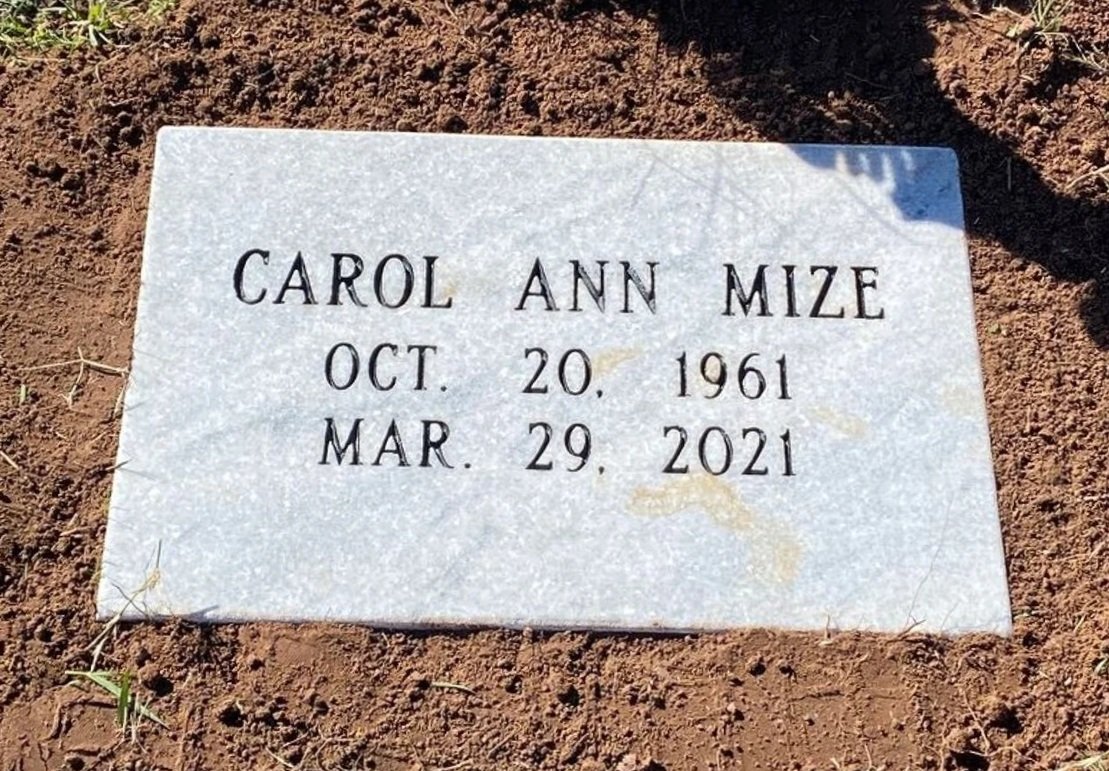 CAROL ANN MIZE
OCT. 20, 1961
MAR. 29, 2021